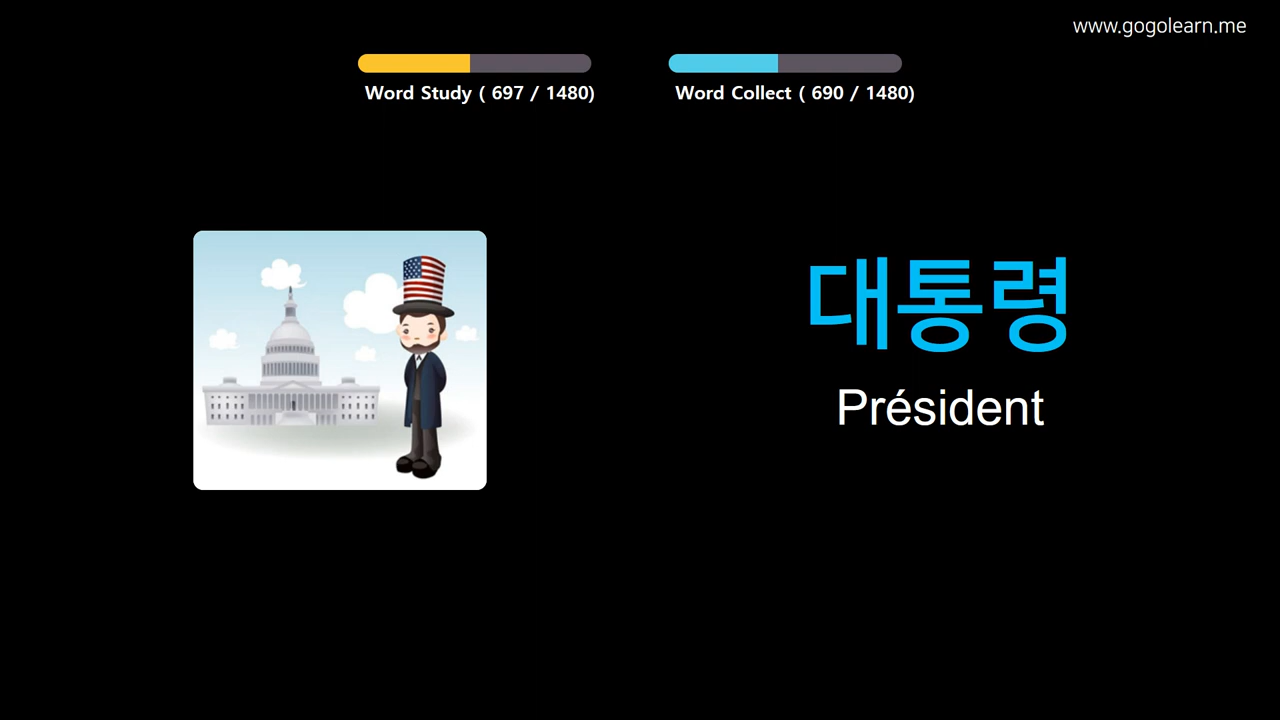 www.gogolearn.me
Word Study ( 697 / 1480)
Word Collect ( 690 / 1480)
대통령
Président